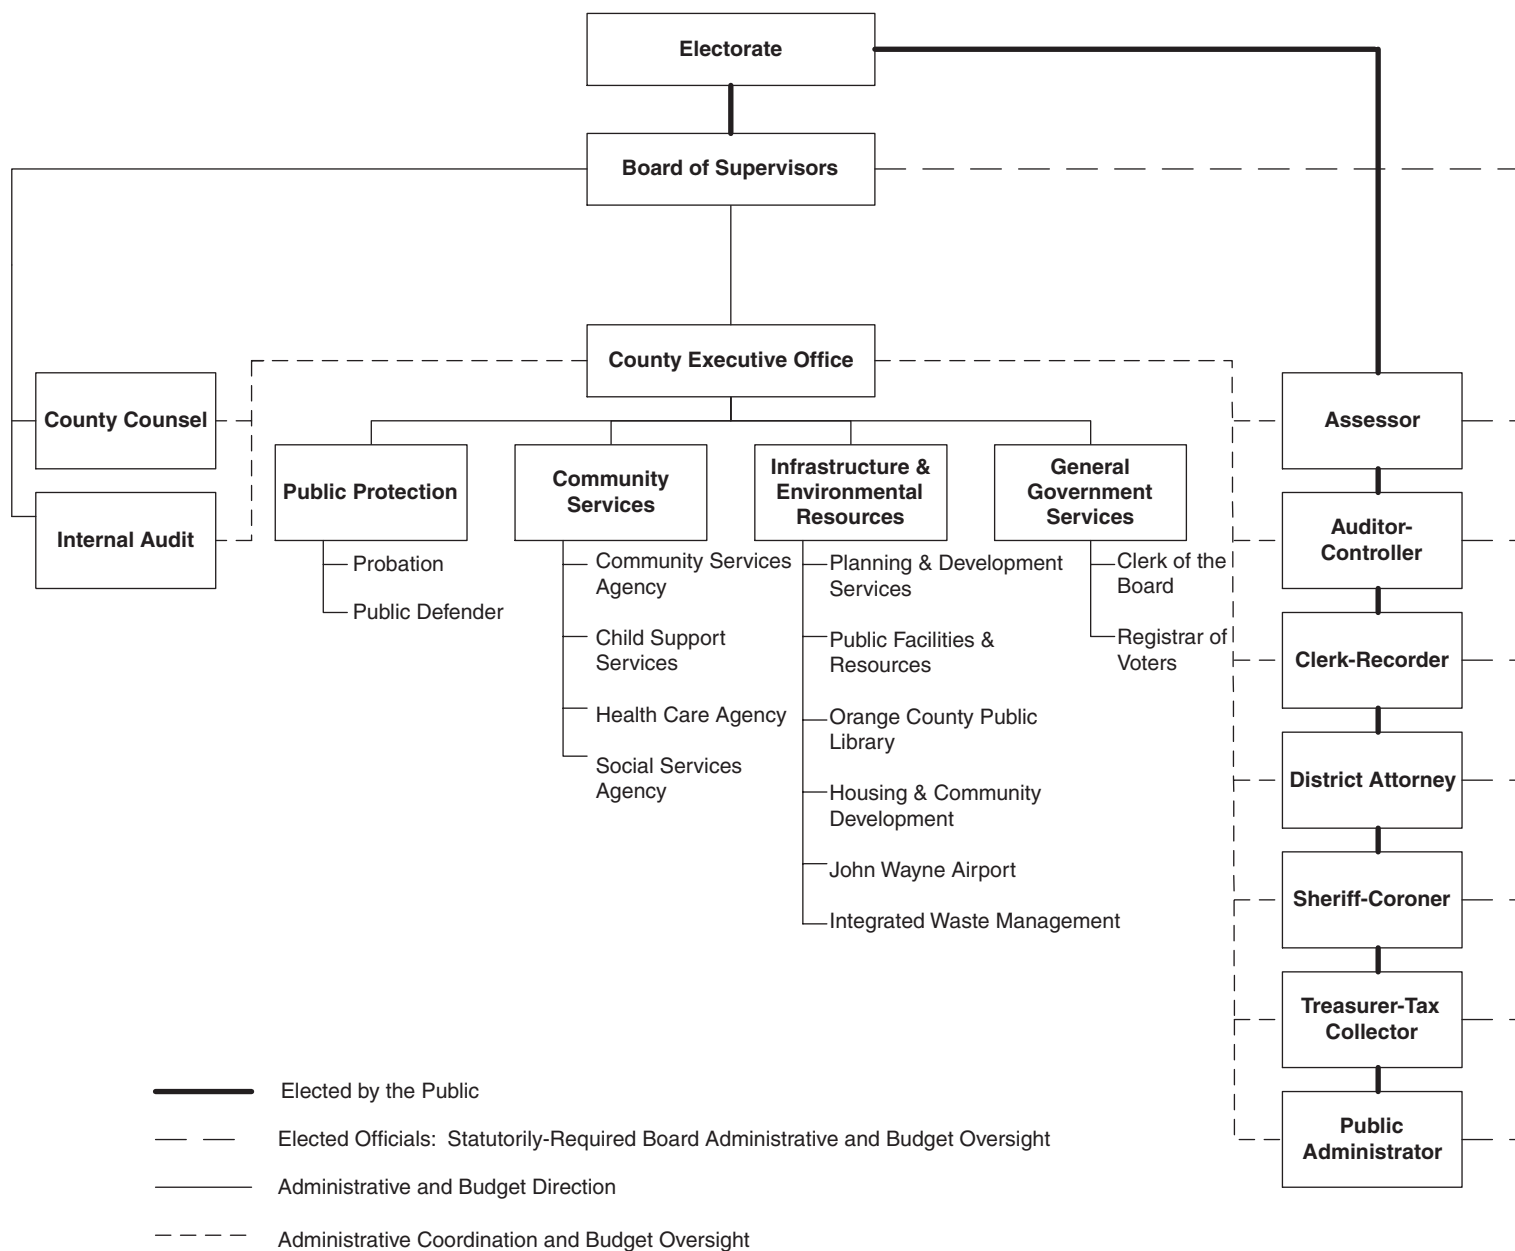 Electorate
Board of Supervisors
County Executive Office
County Counsel
Internal Audit
Public Protection
Probation
Public Defender
Community
Services
Community Services
Agency
Child Support
Services
Health Care Agency
Social Services
Agency
Infrastructure &
Environmental
Resources
Planning & Development
Services
Public Facilities &
Resources
Orange County Public
Library
Housing & Community
Development
John Wayne Airport
Integrated Waste Management
General
Government
Services
Clerk of the
Board
Registrar of
Voters
Assessor
Auditor-
Controller
Clerk-Recorder
District Attorney
Sheriff-Coroner
Treasurer-Tax
Collector
Public
Administrator
Elected by the Public
Elected Officials: Statutorily-Required Board Administrative and Budget Oversight
Administrative and Budget Direction
Administrative Coordination and Budget Oversight